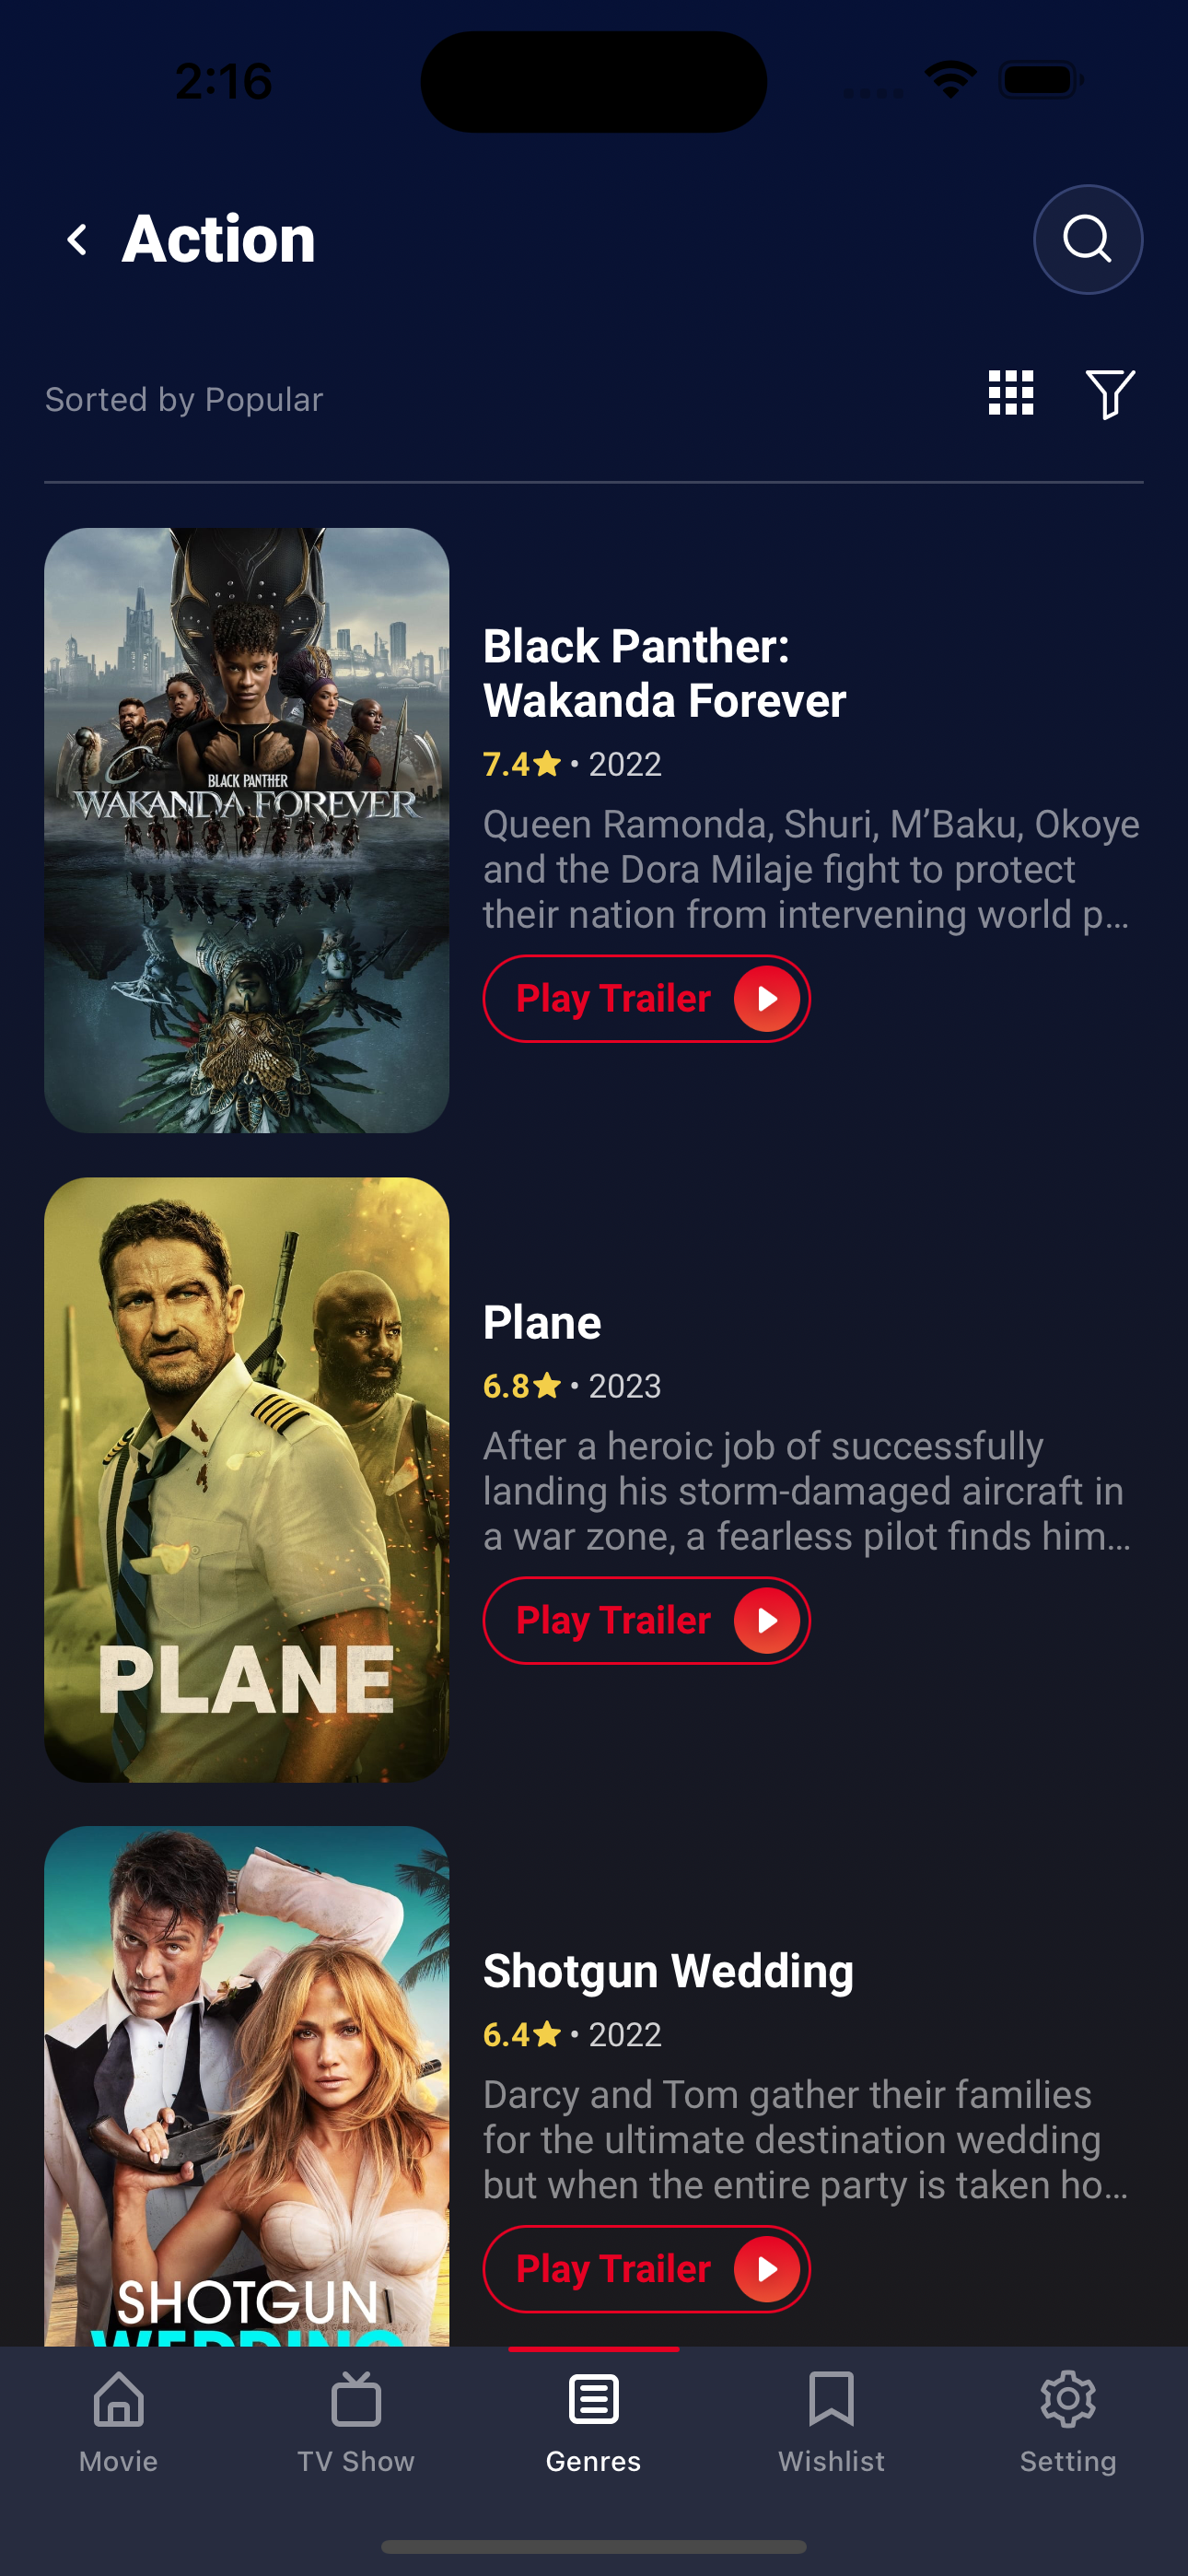 2:16
Action
Sorted by Popular
BLACK PANTHER
WAKANDA FOREVER
Black Panther:
Wakanda Forever
7.4★ • 2022
Queen Ramonda, Shuri, M’Baku, Okoye
and the Dora Milaje fight to protect
their nation from intervening world p...
Play Trailer
PLANE
Plane
6.8★ • 2023
After a heroic job of successfully
landing his storm-damaged aircraft in
a war zone, a fearless pilot finds him...
Play Trailer
SHOTGUN
WEDDING
Shotgun Wedding
6.4★ • 2022
Darcy and Tom gather their families
for the ultimate destination wedding
but when the entire party is taken ho...
Play Trailer
Movie
TV Show
Genres
Wishlist
Setting